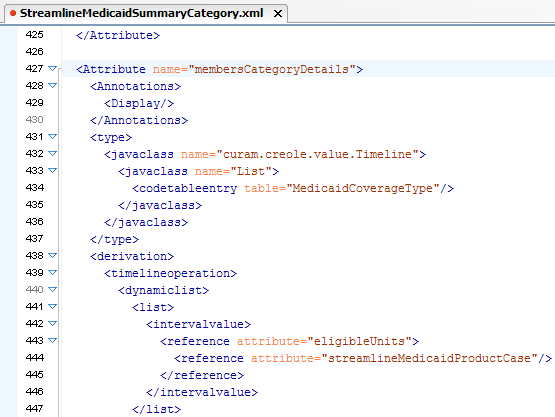 StreamlineMedicaidSummaryCategory.xml
425 </Attribute>
426
427 <Attribute name="membersCategoryDetails">
428 <Annotations>
429 <Display/>
430 </Annotations>
431 <type>
432 <javaclass name="curam.creole.value.Timeline">
433 <javaclass name="List">
434 <codetableentry table="MedicaidCoverageType"/>
435 </javaclass>
436 </javaclass>
437 </type>
438 <derivation>
439 <timelineoperation>
440 <dynamiclist>
441 <list>
442 <intervalvalue>
443 <reference attribute="eligibleUnits">
444 <reference attribute="streamlineMedicaidProductCase"/>
445 </reference>
446 </intervalvalue>
447 </list>